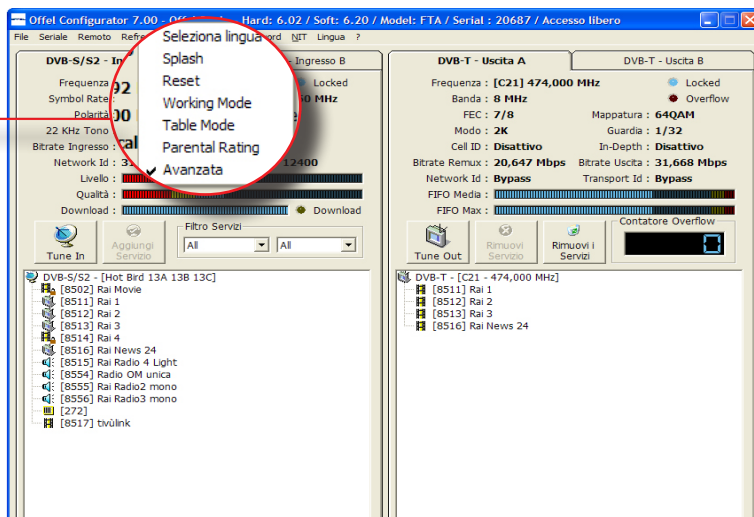 Offel Configurator 7.00 - Hard: 6.02 / Soft: 6.20 / Model: FTA / Serial : 20687 / Accesso libero
File Seriale Remoto NIT Lingua ?
Seleziona lingua
Splash
Reset
Working Mode
Table Mode
Parental Rating
Avanzata
DVB-S/S2 - Ingresso B
Frequenza Locked
Symbol Rate MHz
Polarità
22 KHz Tono
Bitrate Ingresso :
Network Id : 12400
Livello :
Qualità :
Download : Download
Tune In
Aggiungi Servizio
Filtro Servizi
All All
DVB-S/S2 - [Hot Bird 13A 13B 13C]
[8502] Rai Movie
[8511] Rai 1
[8512] Rai 2
[8513] Rai 3
[8514] Rai 4
[8516] Rai News 24
[8515] Rai Radio 4 Light
[8554] Radio OM unica
[8555] Rai Radio2 mono
[8556] Rai Radio3 mono
[272]
[8517] tivùlink
DVB-T - Uscita A DVB-T - Uscita B
Frequenza : [C21] 474,000 MHz Locked
Banda : 8 MHz Overflow
FEC : 7/8 Mappatura : 64QAM
Modo : 2K Guardia : 1/32
Cell ID : Disattivo In-Depth : Disattivo
Bitrate Remux : 20,647 Mbps Bitrate Uscita : 31,668 Mbps
Network Id : Bypass Transport Id : Bypass
FIFO Media :
FIFO Max :
Tune Out
Rimuovi Servizio
Rimuovi i Servizi
Contatore Overflow
0
DVB-T - [C21 - 474,000 MHz]
[8511] Rai 1
[8512] Rai 2
[8513] Rai 3
[8516] Rai News 24